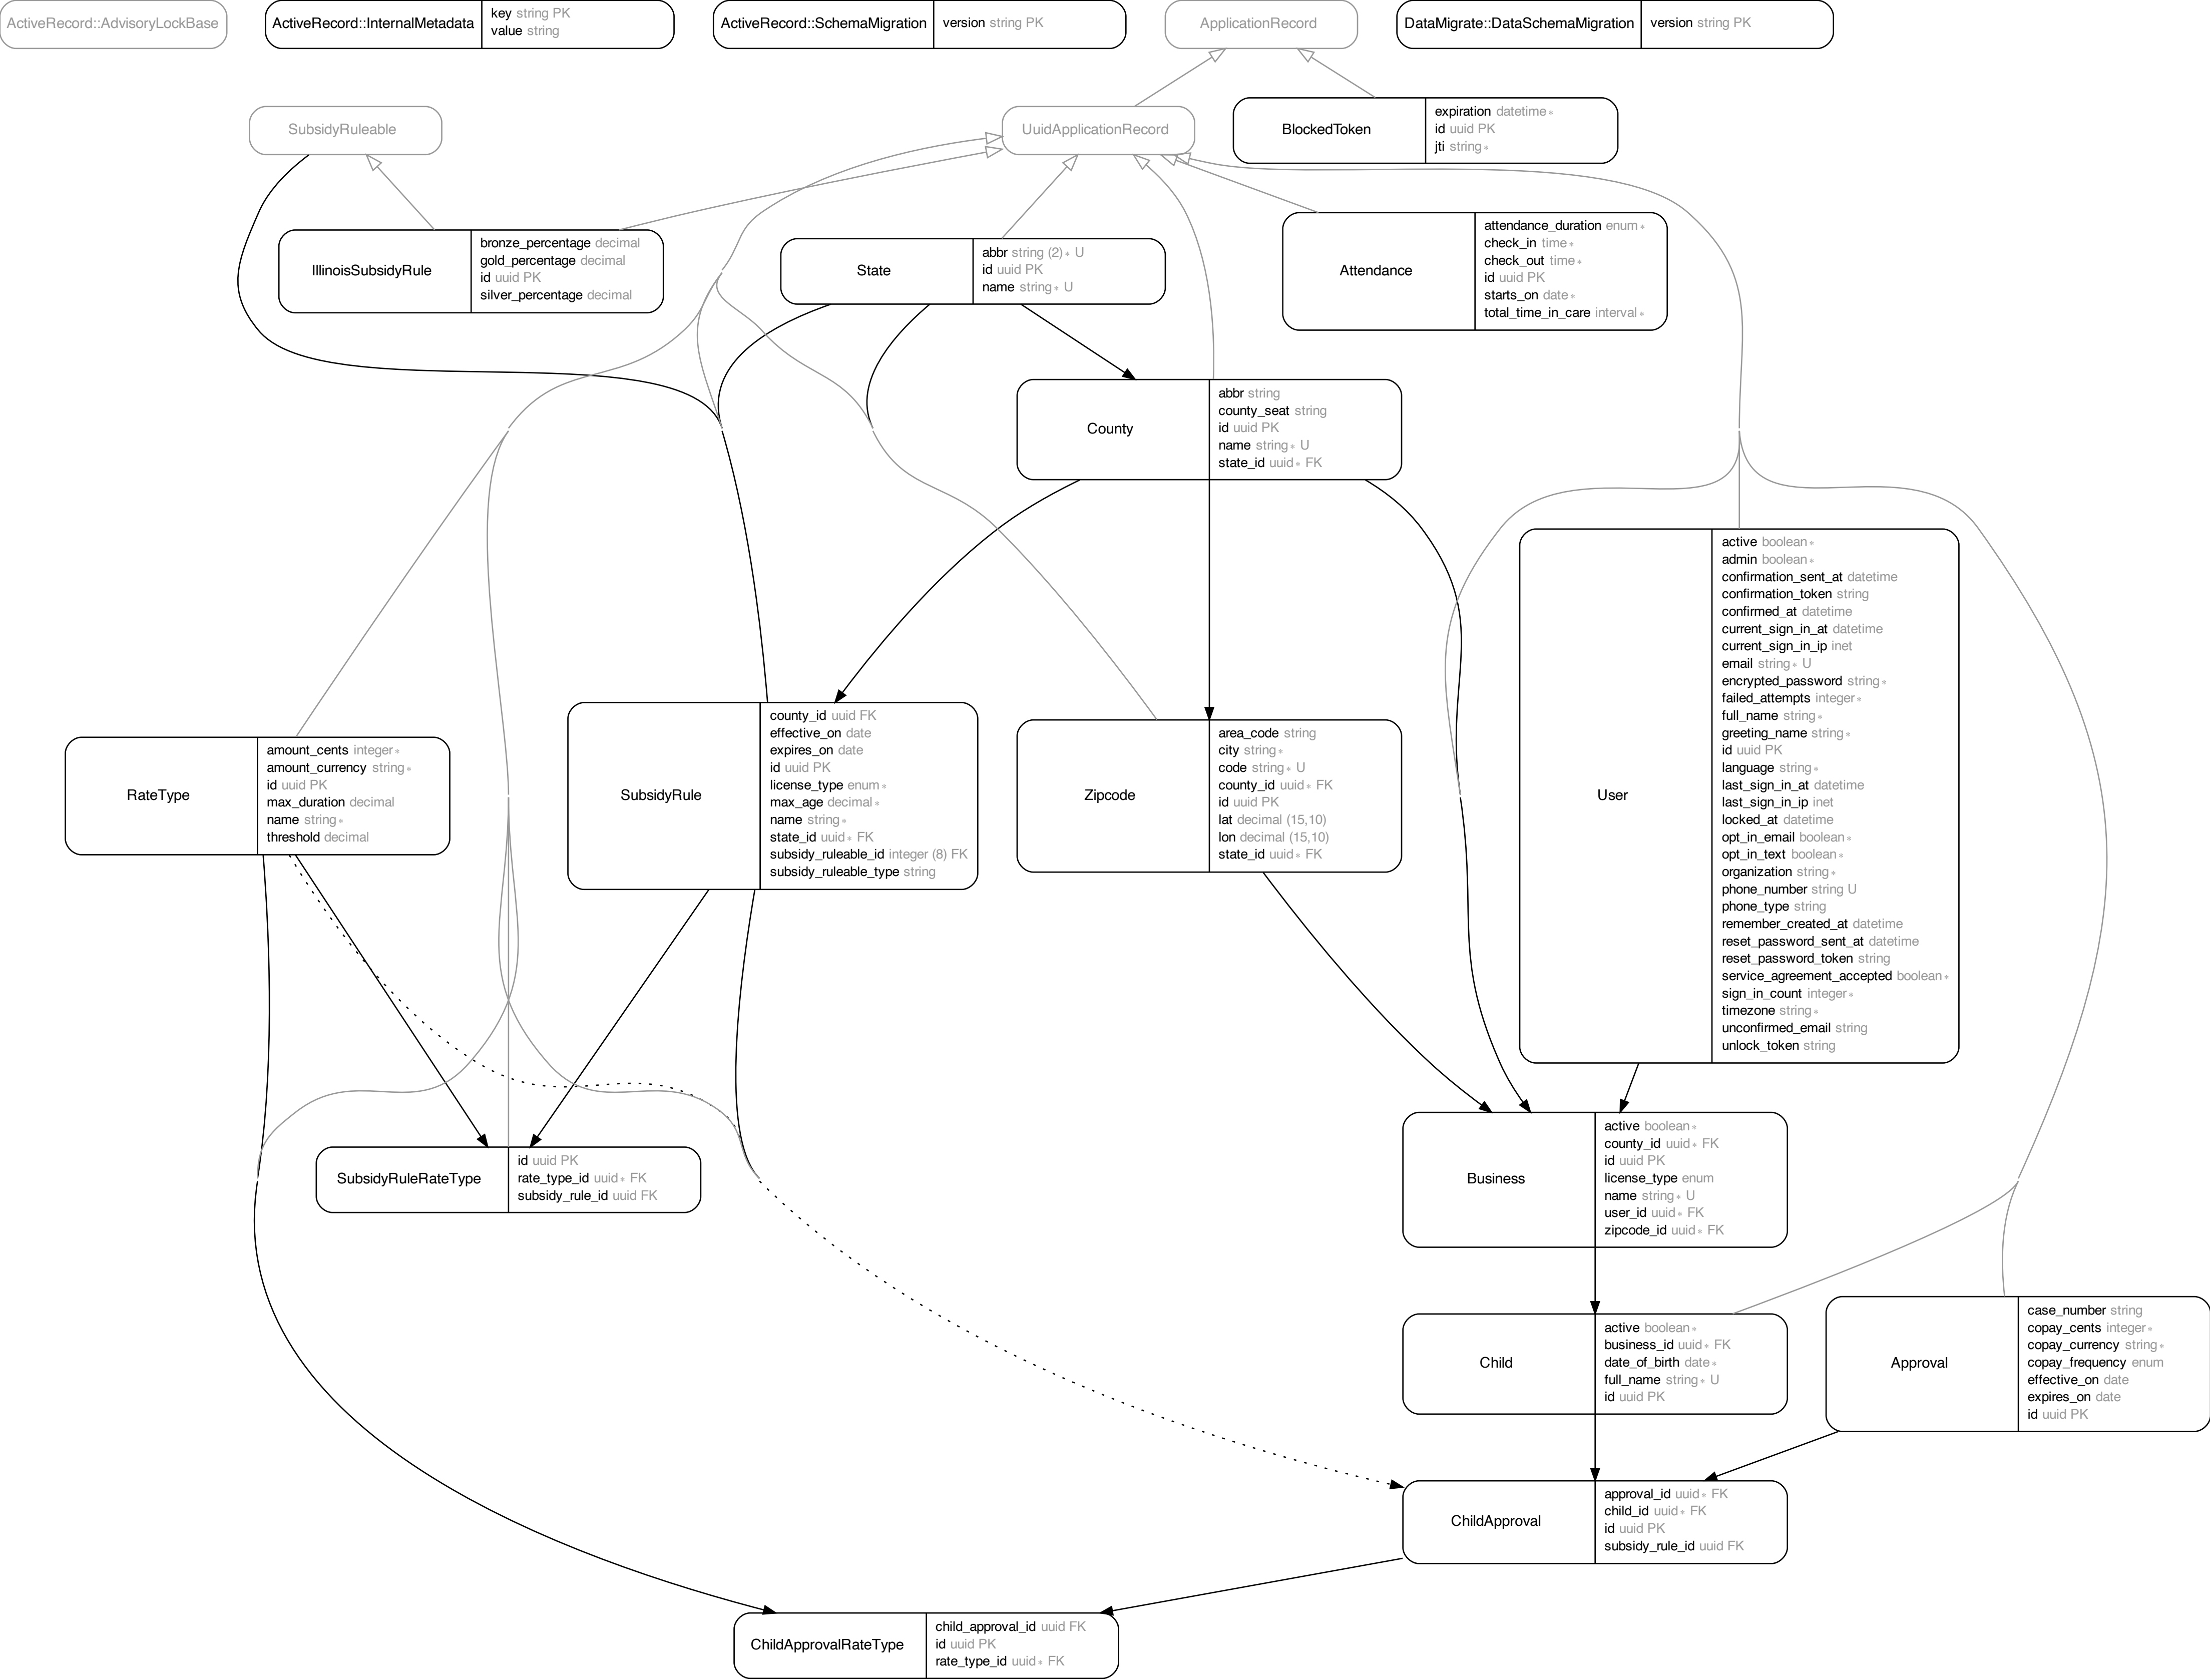 ActiveRecord::AdvisoryLockBase
ActiveRecord::InternalMetadata
key string PK
value string
ActiveRecord::SchemaMigration
version string PK
ApplicationRecord
DataMigrate::DataSchemaMigration
version string PK
SubsidyRuleable
UuidApplicationRecord
BlockedToken
expiration datetime∗
id uuid PK
jti string∗
IllinoisSubsidyRule
bronze_percentage decimal
gold_percentage decimal
id uuid PK
silver_percentage decimal
State
abbr string (2)∗ U
id uuid PK
name string∗ U
Attendance
attendance_duration enum∗
check_in time∗
check_out time∗
id uuid PK
starts_on date∗
total_time_in_care interval∗
County
abbr string
county_seat string
id uuid PK
name string∗ U
state_id uuid∗ FK
RateType
amount_cents integer∗
amount_currency string∗
id uuid PK
max_duration decimal
name string∗
threshold decimal
SubsidyRule
county_id uuid FK
effective_on date
expires_on date
id uuid PK
license_type enum∗
max_age decimal∗
name string∗
state_id uuid∗ FK
subsidy_ruleable_id integer (8) FK
subsidy_ruleable_type string
Zipcode
area_code string
city string∗
code string∗ U
county_id uuid∗ FK
id uuid PK
lat decimal (15,10)
lon decimal (15,10)
state_id uuid∗ FK
User
active boolean∗
admin boolean∗
confirmation_sent_at datetime
confirmation_token string
confirmed_at datetime
current_sign_in_at datetime
current_sign_in_ip inet
email string∗ U
encrypted_password string∗
failed_attempts integer∗
full_name string∗
greeting_name string∗
id uuid PK
language string∗
last_sign_in_at datetime
last_sign_in_ip inet
locked_at datetime
opt_in_email boolean∗
opt_in_text boolean∗
organization string∗
phone_number string U
phone_type string
remember_created_at datetime
reset_password_sent_at datetime
reset_password_token string
service_agreement_accepted boolean∗
sign_in_count integer∗
timezone string∗
unconfirmed_email string
unlock_token string
SubsidyRuleRateType
id uuid PK
rate_type_id uuid∗ FK
subsidy_rule_id uuid FK
Business
active boolean∗
county_id uuid∗ FK
id uuid PK
license_type enum
name string∗ U
user_id uuid∗ FK
zipcode_id uuid∗ FK
Child
active boolean∗
business_id uuid∗ FK
date_of_birth date∗
full_name string∗ U
id uuid PK
Approval
case_number string
copay_cents integer∗
copay_currency string∗
copay_frequency enum
effective_on date
expires_on date
id uuid PK
ChildApproval
approval_id uuid∗ FK
child_id uuid∗ FK
id uuid PK
subsidy_rule_id uuid FK
ChildApprovalRateType
child_approval_id uuid FK
id uuid PK
rate_type_id uuid∗ FK